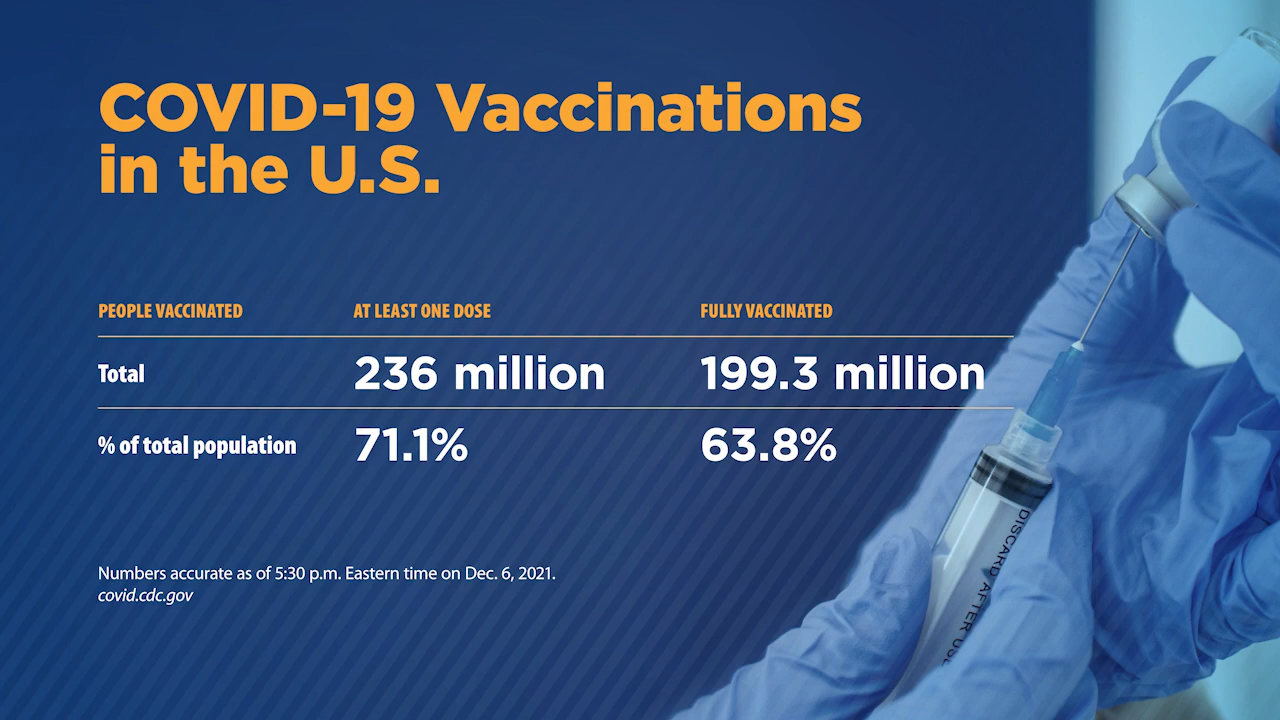 COVID-19 Vaccinations
in the U.S.
PEOPLE VACCINATED AT LEAST ONE DOSE FULLY VACCINATED
Total 236 million 199.3 million
% of total population 71.1% 63.8%
Numbers accurate as of 5:30 p.m. Eastern time on Dec. 6, 2021.
covid.cdc.gov
DISCARD AFTER USE